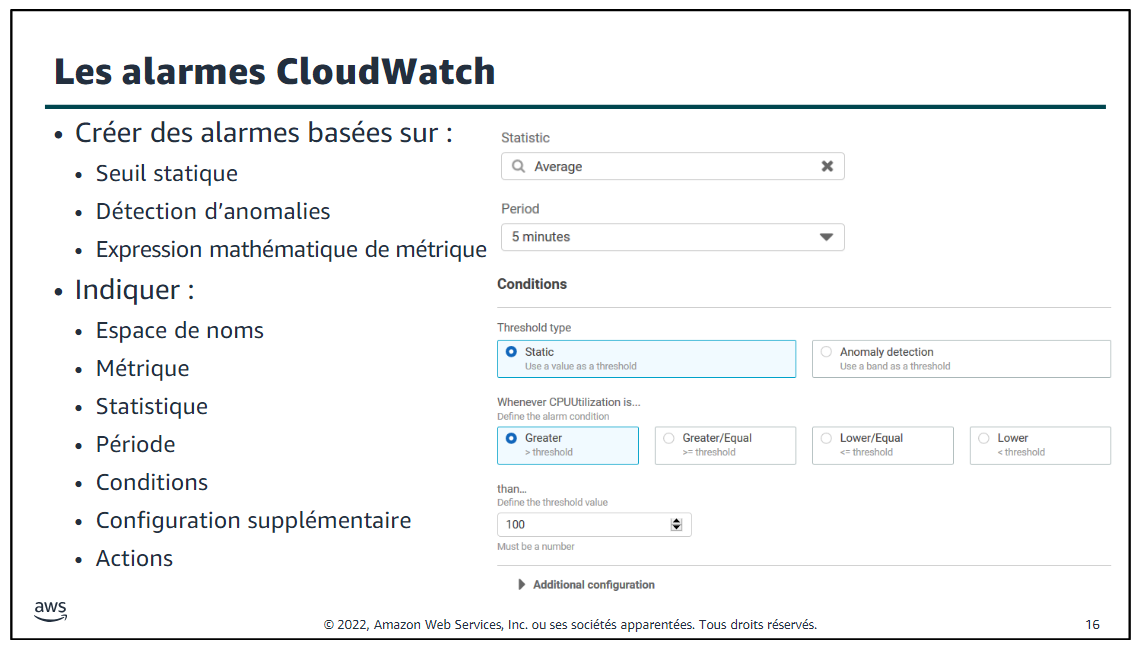 Les alarmes CloudWatch
• Créer des alarmes basées sur :
• Seuil statique
• Détection d’anomalies
• Expression mathématique de métrique
• Indiquer :
• Espace de noms
• Métrique
• Statistique
• Période
• Conditions
• Configuration supplémentaire
• Actions
Statistic
Average
Period
5 minutes
Conditions
Threshold type
Static
Use a value as a threshold
Anomaly detection
Use a band as a threshold
Whenever CPUUtilization is...
Define the alarm condition
Greater
> threshold
Greater/Equal
>= threshold
Lower/Equal
<= threshold
Lower
< threshold
than...
Define the threshold value
100
Must be a number
Additional configuration
aws
© 2022, Amazon Web Services, Inc. ou ses sociétés apparentées. Tous droits réservés.
16